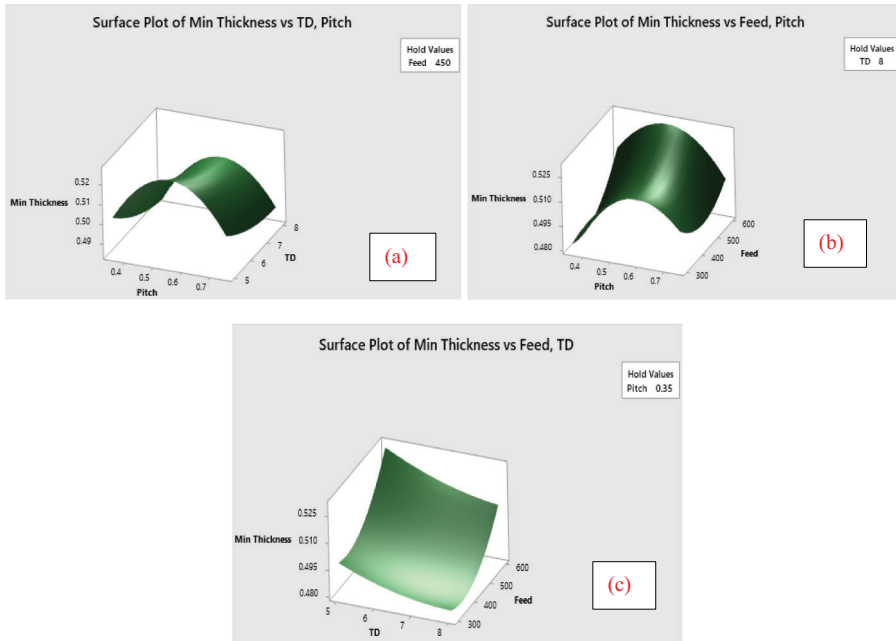 Surface Plot of Min Thickness vs TD, Pitch
Hold Values
Feed 450
0.52
0.51
Min Thickness
0.50
0.49
8
7
6
5
TD
0.4
0.5
0.6
0.7
Pitch
(a)
Surface Plot of Min Thickness vs Feed, Pitch
Hold Values
TD 8
0.525
0.510
Min Thickness
0.495
0.480
600
500
400
300
Feed
0.4
0.5
0.6
0.7
Pitch
(b)
Surface Plot of Min Thickness vs Feed, TD
Hold Values
Pitch 0.35
0.525
0.510
Min Thickness
0.495
0.480
600
500
400
300
Feed
5
6
7
8
TD
(c)